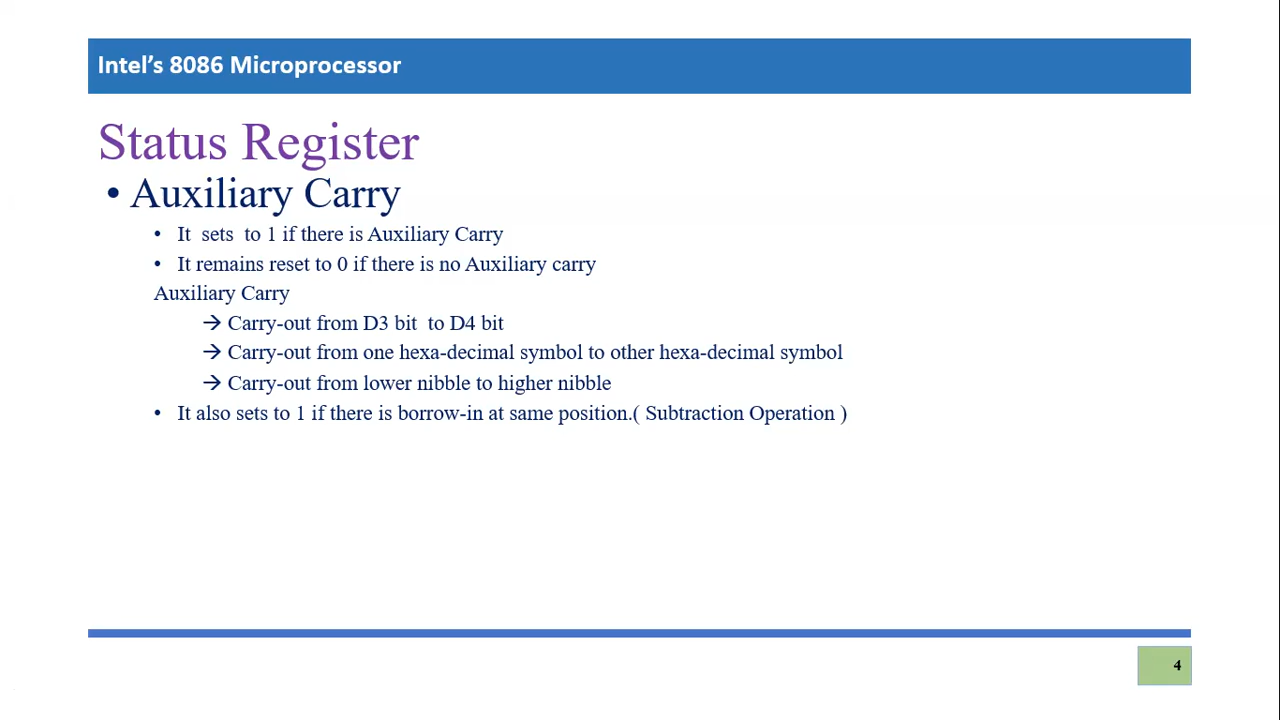 Intel’s 8086 Microprocessor
Status Register
• Auxiliary Carry
• It sets to 1 if there is Auxiliary Carry
• It remains reset to 0 if there is no Auxiliary carry
Auxiliary Carry
→ Carry-out from D3 bit to D4 bit
→ Carry-out from one hexa-decimal symbol to other hexa-decimal symbol
→ Carry-out from lower nibble to higher nibble
• It also sets to 1 if there is borrow-in at same position.( Subtraction Operation )
4